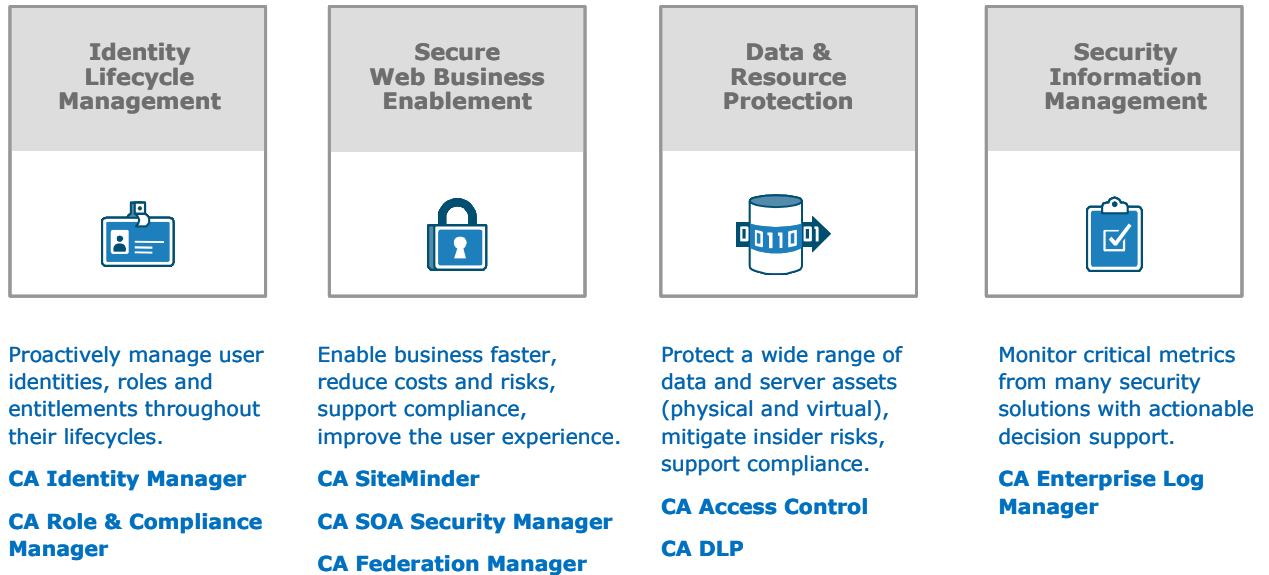 Identity
Lifecycle
Management
Secure
Web Business
Enablement
Data &
Resource
Protection
Security
Information
Management
0 0110 01
Proactively manage user
identities, roles and
entitlements throughout
their lifecycles.
CA Identity Manager
CA Role & Compliance
Manager
Enable business faster,
reduce costs and risks,
support compliance,
improve the user experience.
CA SiteMinder
CA SOA Security Manager
CA Federation Manager
Protect a wide range of
data and server assets
(physical and virtual),
mitigate insider risks,
support compliance.
CA Access Control
CA DLP
Monitor critical metrics
from many security
solutions with actionable
decision support.
CA Enterprise Log
Manager